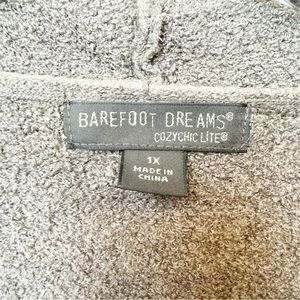 BAREFOOT DREAMS®
COZYCHIC LITE®
1X
MADE IN
CHINA